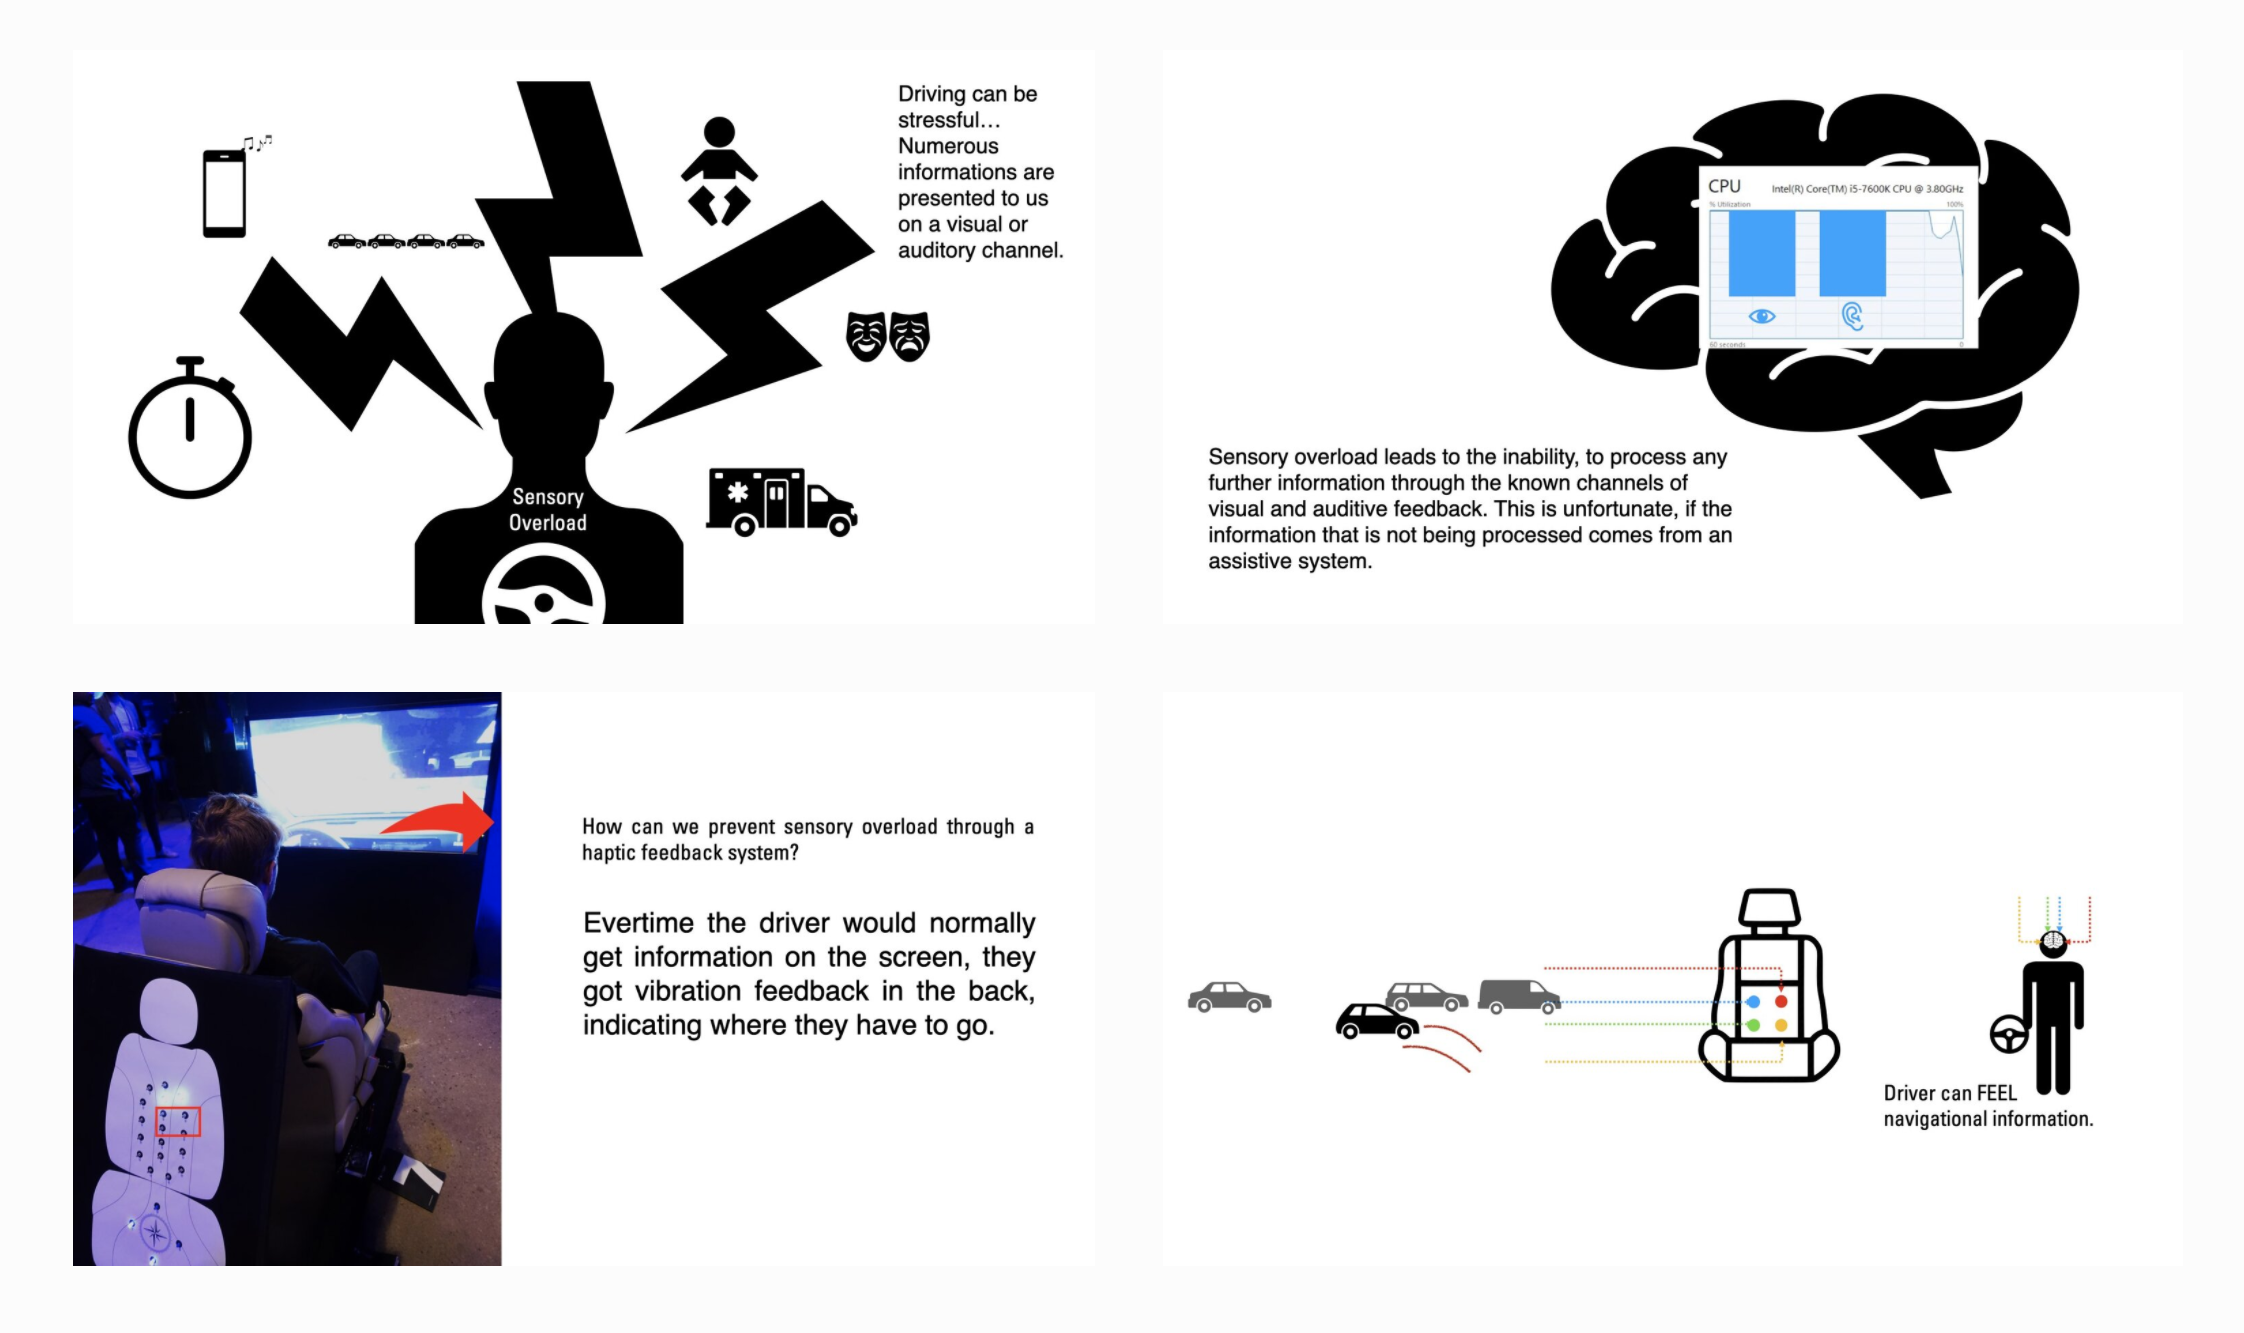 Driving can be
stressful...
Numerous
informations are
presented to us
on a visual or
auditory channel.
Sensory
Overload
CPU
Intel(R) Core(TM) i5-7600K CPU @ 3.80GHz
% Utilization
100%
60 seconds
0
Sensory overload leads to the inability, to process any
further information through the known channels of
visual and auditive feedback. This is unfortunate, if the
information that is not being processed comes from an
assistive system.
How can we prevent sensory overload through a
haptic feedback system?
Evertime the driver would normally
get information on the screen, they
got vibration feedback in the back,
indicating where they have to go.
Driver can FEEL
navigational information.